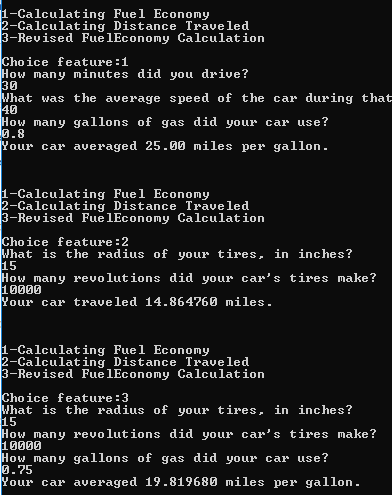 1-Calculating Fuel Economy
2-Calculating Distance Traveled
3-Revised FuelEconomy Calculation
Choice feature:1
How many minutes did you drive?
30
What was the average speed of the car during that
40
How many gallons of gas did your car use?
0.8
Your car averaged 25.00 miles per gallon.
1-Calculating Fuel Economy
2-Calculating Distance Traveled
3-Revised FuelEconomy Calculation
Choice feature:2
What is the radius of your tires, in inches?
15
How many revolutions did your car's tires make?
10000
Your car traveled 14.864760 miles.
1-Calculating Fuel Economy
2-Calculating Distance Traveled
3-Revised FuelEconomy Calculation
Choice feature:3
What is the radius of your tires, in inches?
15
How many revolutions did your car's tires make?
10000
How many gallons of gas did your car use?
0.75
Your car averaged 19.819680 miles per gallon.